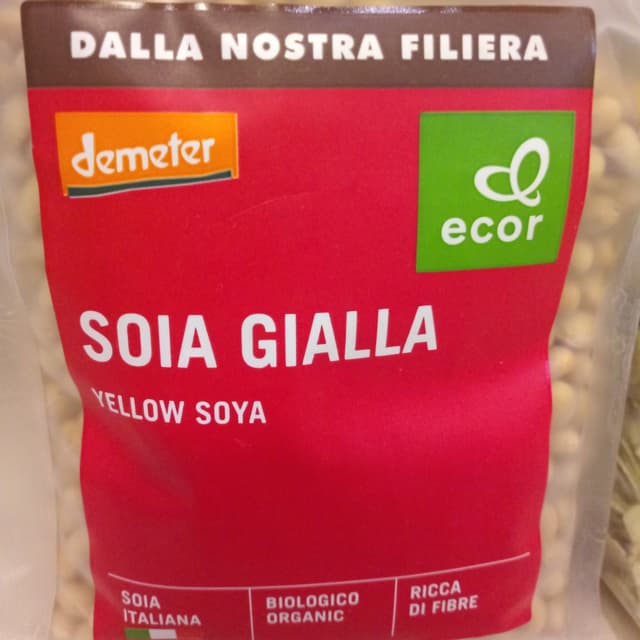 DALLA NOSTRA FILIERA
demeter
ecor
SOIA GIALLA
YELLOW SOYA
SOIA
ITALIANA
BIOLOGICO
ORGANIC
RICCA
DI FIBRE